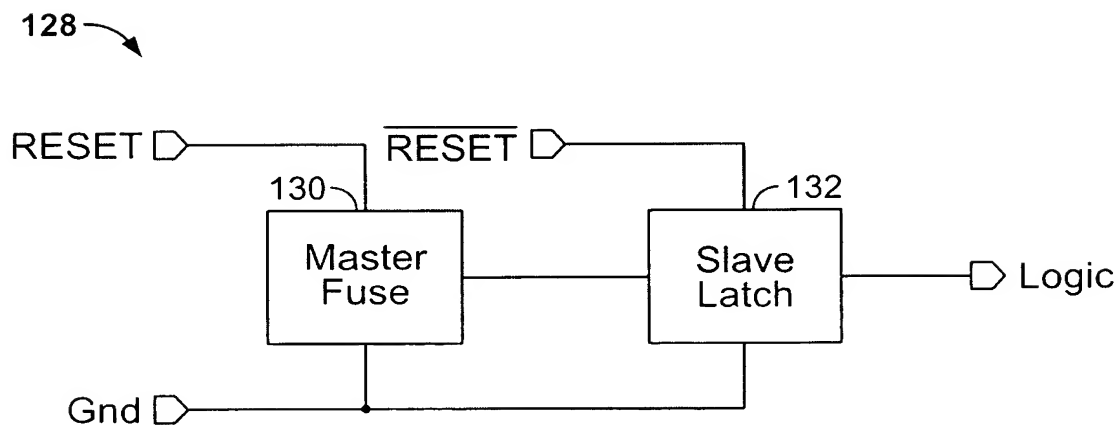 128
RESET
RESET
130
132
Master
Fuse
Slave
Latch
Logic
Gnd